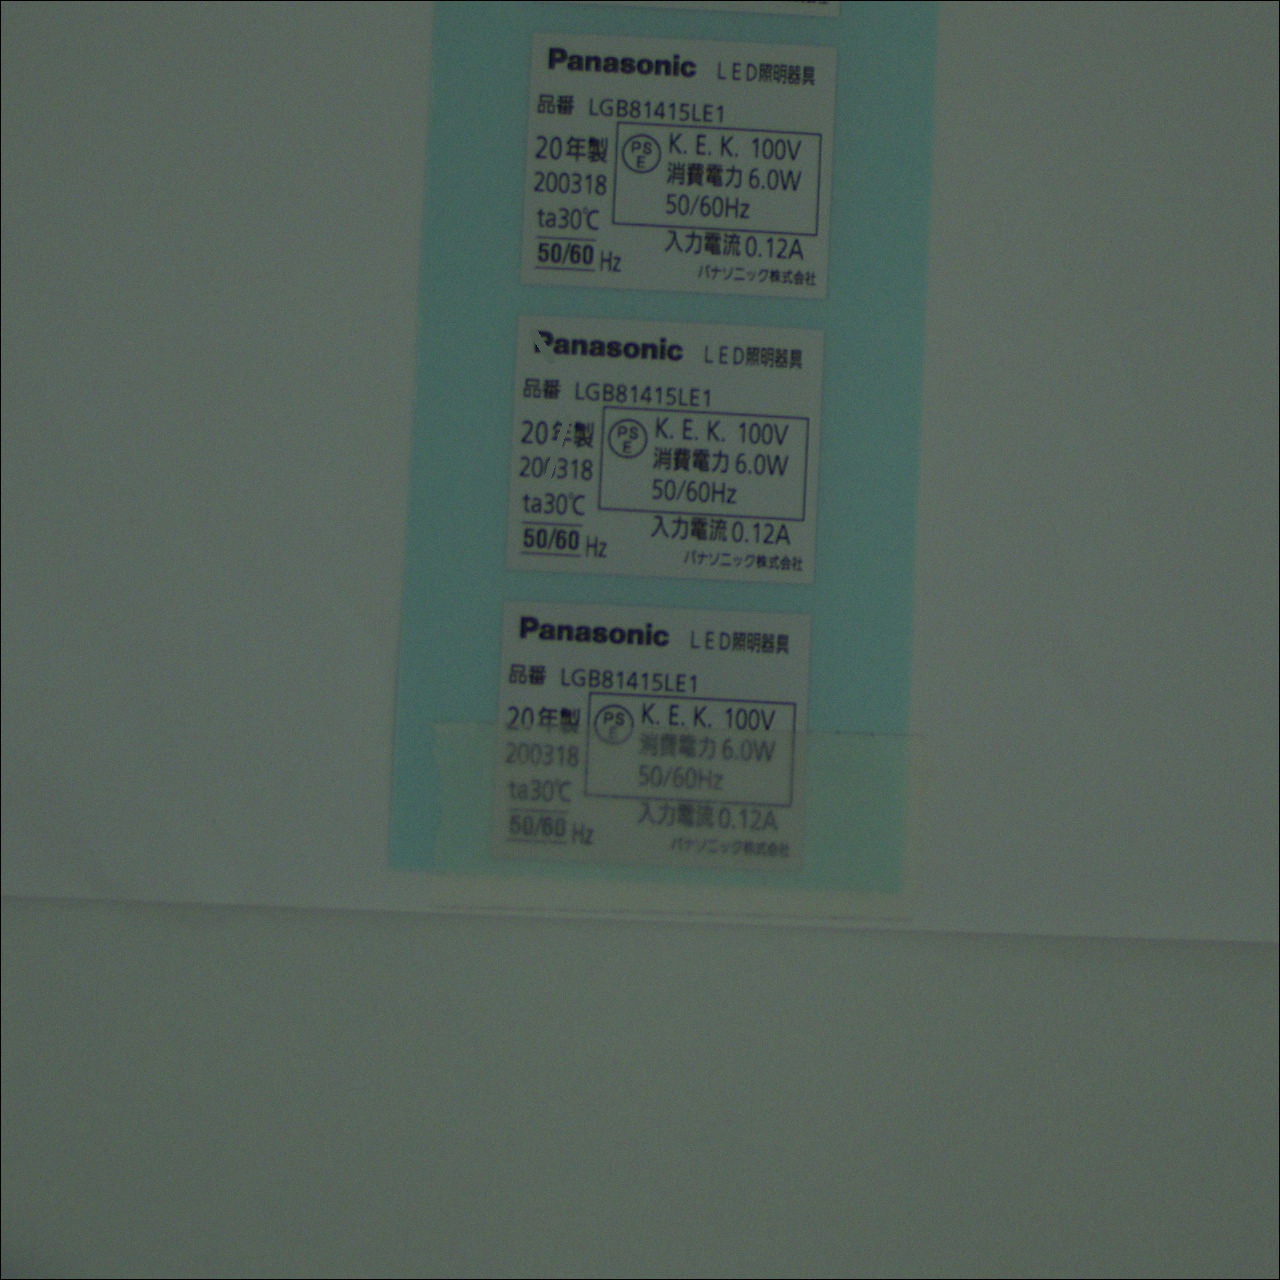 Panasonic LED照明器具
品番 LGB81415LE1
20年製 PSE K. E. K. 100V
200318 消費電力 6.0W
ta30℃ 50/60Hz
50/60 Hz 入力電流 0.12A
パナソニック株式会社
Panasonic LED照明器具
品番 LGB81415LE1
20年製 PSE K. E. K. 100V
200318 消費電力 6.0W
ta30℃ 50/60Hz
50/60 Hz 入力電流 0.12A
パナソニック株式会社
Panasonic LED照明器具
品番 LGB81415LE1
20年製 PSE K. E. K. 100V
200318 消費電力 6.0W
ta30℃ 50/60Hz
50/60 Hz 入力電流 0.12A
パナソニック株式会社